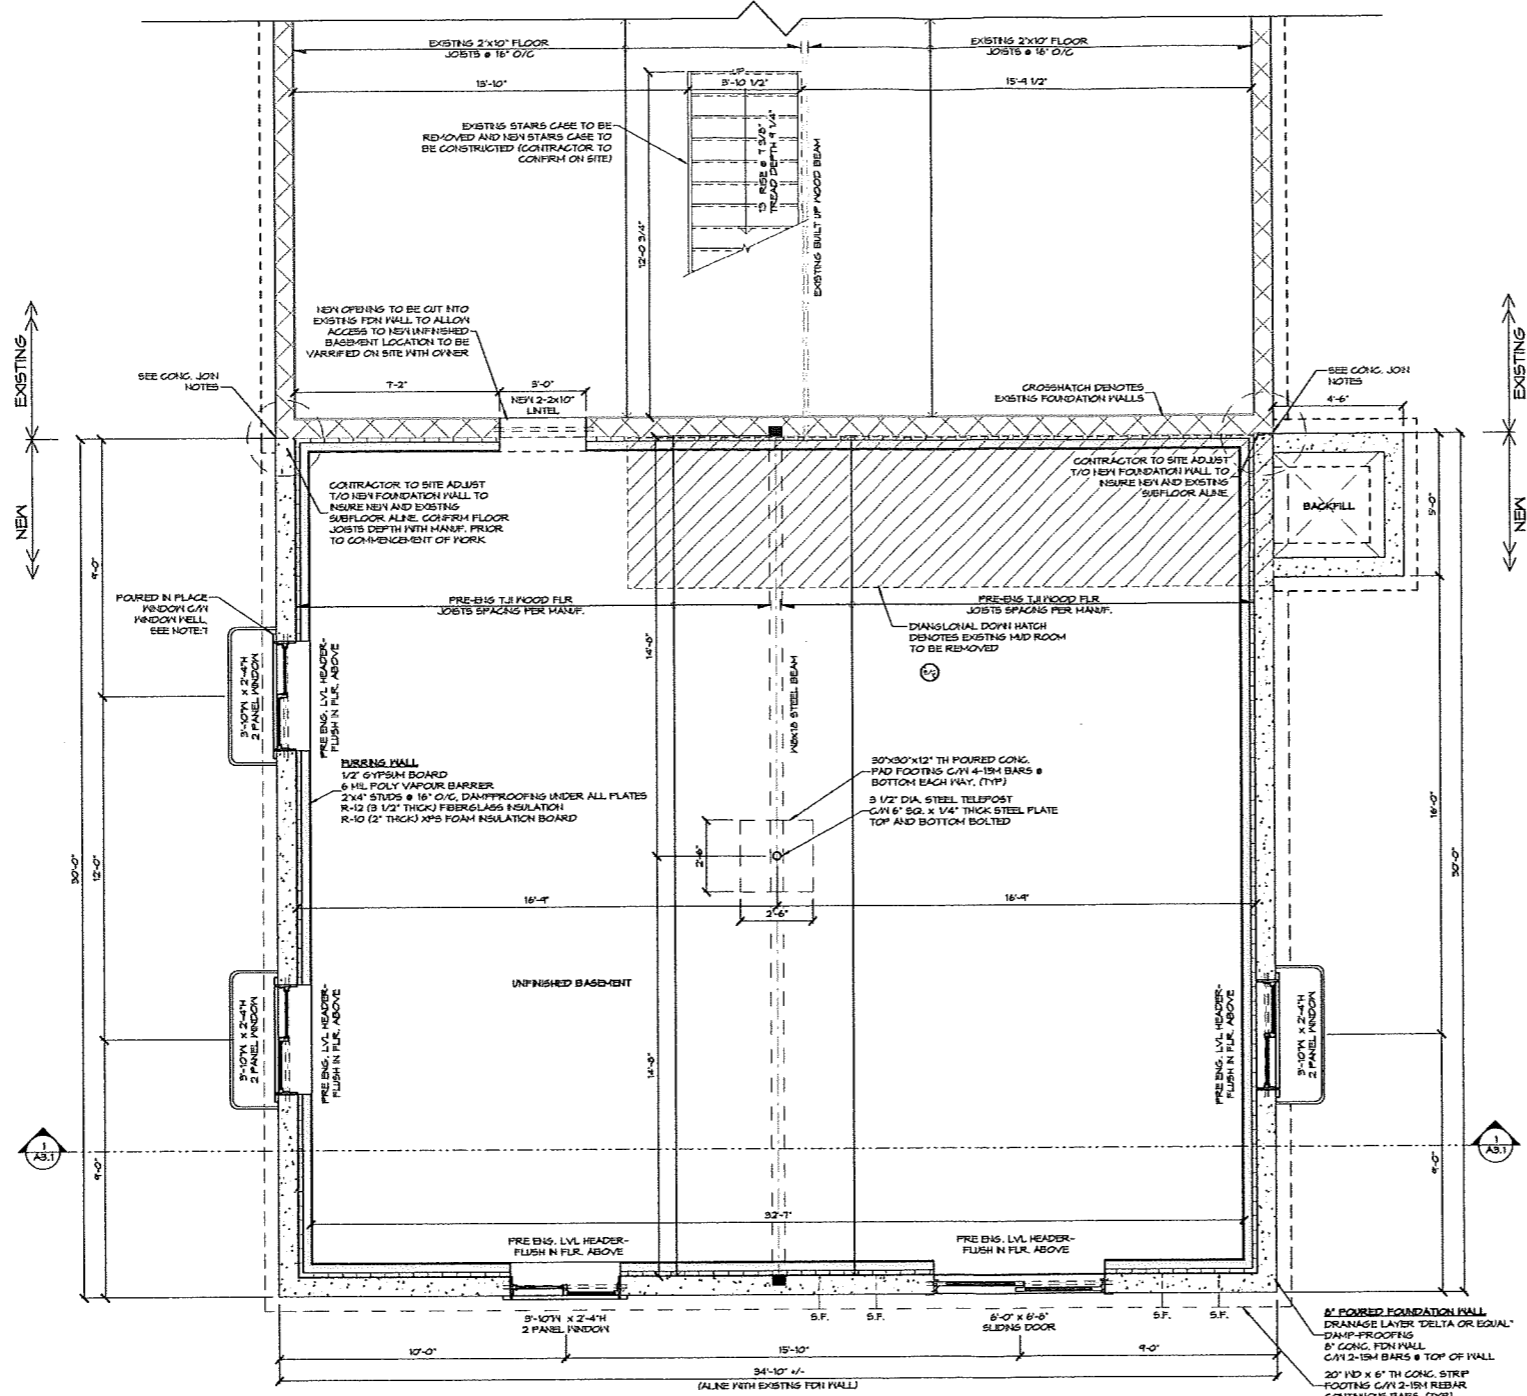 EXISTING 2"x10" FLOOR
JOISTS @ 16" O/C
EXISTING 2"x10" FLOOR
JOISTS @ 16" O/C
15'-10"
3'-10 1/2"
15'-9 1/2"
EXISTING STAIRS CASE TO BE
REMOVED AND NEW STAIRS CASE TO
BE CONSTRUCTED (CONTRACTOR TO
CONFIRM ON SITE)
13 RISE @ 7 5/8"
TREAD DEPTH 9 1/4"
EXISTING BUILT UP WOOD BEAM
12'-0 3/4"
NEW OPENING TO BE CUT INTO
EXISTING FDN WALL TO ALLOW
ACCESS TO NEW UNFINISHED
BASEMENT LOCATION TO BE
VARRIFIED ON SITE WITH OWNER
EXISTING
EXISTING
SEE CONC. JOIN
NOTES
7'-2"
3'-0"
NEW 2-2x10"
LINTEL
CROSSHATCH DENOTES
EXISTING FOUNDATION WALLS
SEE CONC. JOIN
NOTES
4'-6"
NEW
NEW
CONTRACTOR TO SITE ADJUST
T/O NEW FOUNDATION WALL TO
INSURE NEW AND EXISTING
SUBFLOOR ALINE. CONFIRM FLOOR
JOISTS DEPTH WITH MANUF. PRIOR
TO COMMENCEMENT OF WORK
CONTRACTOR TO SITE ADJUST
T/O NEW FOUNDATION WALL TO
INSURE NEW AND EXISTING
SUBFLOOR ALINE.
BACKFILL
5'-0"
9'-0"
POURED IN PLACE
WINDOW C/W
WINDOW WELL,
SEE NOTE:7
PRE-ENG TJI WOOD FLR
JOISTS SPACING PER MANUF.
PRE-ENG TJI WOOD FLR
JOISTS SPACING PER MANUF.
DIANGLONAL DOWN HATCH
DENOTES EXISTING MUD ROOM
TO BE REMOVED
14'-8"
3'-10"W x 2'-4"H
2 PANEL WINDOW
PRE ENG. LVL HEADER-
FLUSH IN FLR. ABOVE
W8x18 STEEL BEAM
FURRING WALL
1/2" GYPSUM BOARD
6 MIL POLY VAPOUR BARRIER
2"x4" STUDS @ 16" O/C, DAMPPROOFING UNDER ALL PLATES
R-12 (3 1/2" THICK) FIBERGLASS INSULATION
R-10 (2" THICK) XPS FOAM INSULATION BOARD
30"x30"x12" TH POURED CONC.
PAD FOOTING C/W 4-15M BARS @
BOTTOM EACH WAY. (TYP)
3 1/2" DIA. STEEL TELEPOST
C/W 6" SQ. x 1/4" THICK STEEL PLATE
TOP AND BOTTOM BOLTED
16'-0"
30'-0"
12'-0"
30'-0"
2'-6"
2'-6"
16'-9"
16'-9"
UNFINISHED BASEMENT
3'-10"W x 2'-4"H
2 PANEL WINDOW
PRE ENG. LVL HEADER-
FLUSH IN FLR. ABOVE
14'-8"
PRE ENG. LVL HEADER-
FLUSH IN FLR. ABOVE
3'-10"W x 2'-4"H
2 PANEL WINDOW
1
A3.1
1
A3.1
9'-0"
9'-0"
32'-7"
PRE ENG. LVL HEADER-
FLUSH IN FLR. ABOVE
PRE ENG. LVL HEADER-
FLUSH IN FLR. ABOVE
3'-10"W x 2'-4"H
2 PANEL WINDOW
S.F.
S.F.
6'-0" x 6'-8"
SLIDING DOOR
S.F.
S.F.
10'-0"
15'-10"
9'-0"
34'-10" +/-
(ALINE WITH EXISTING FDN WALL)
8" POURED FOUNDATION WALL
DRANAGE LAYER "DELTA OR EQUAL"
DAMP-PROOFING
8" CONC. FDN WALL
C/W 2-15M BARS @ TOP OF WALL
20" WD x 6" TH CONC. STRIP
FOOTING C/W 2-15M REBAR